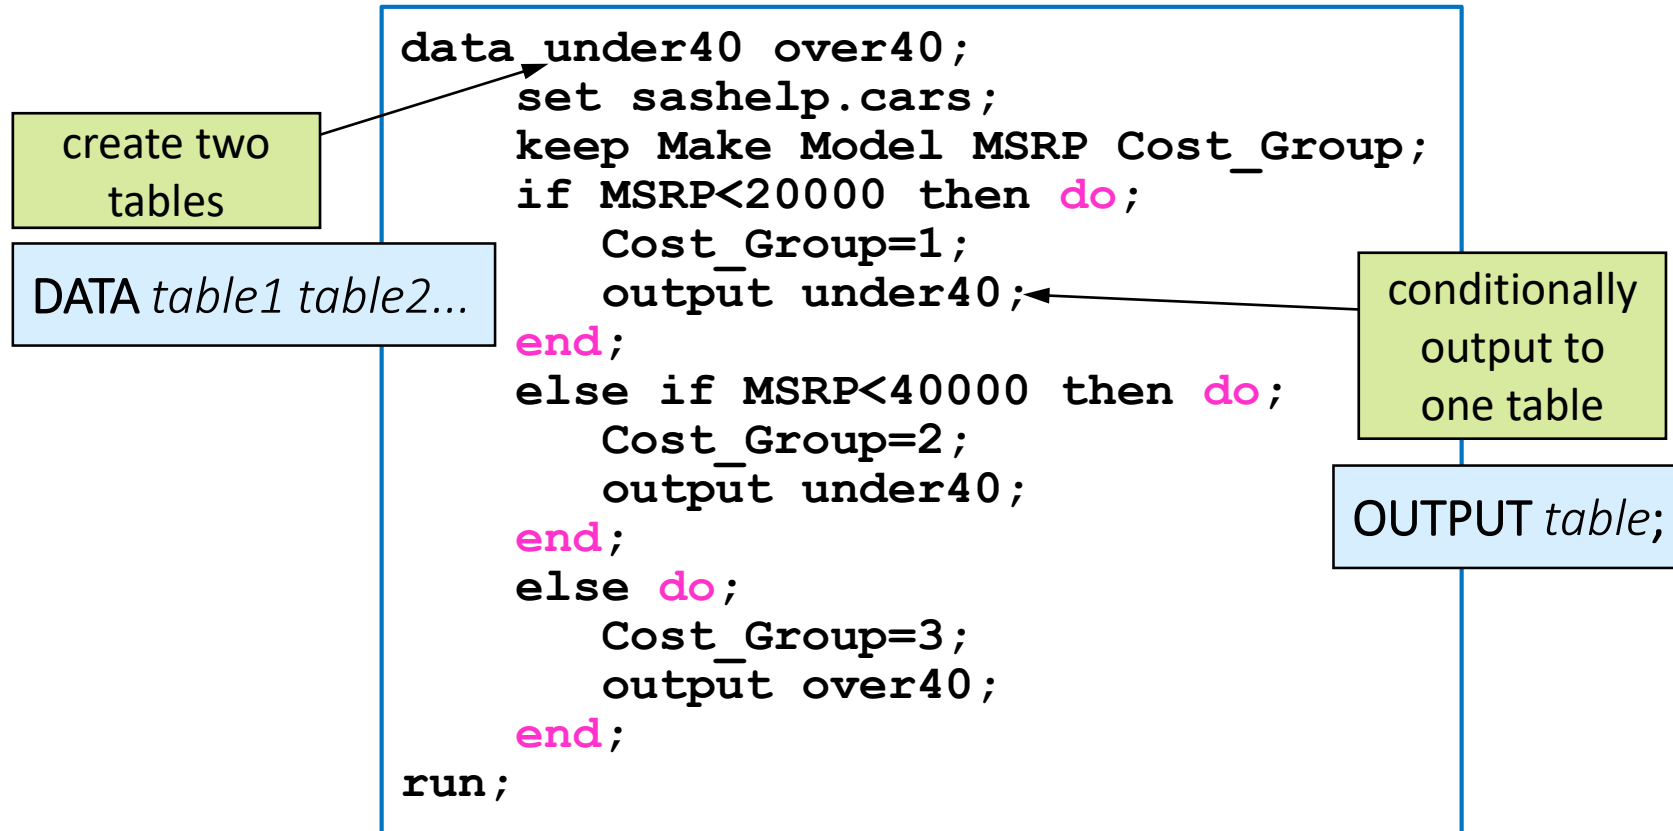 data under40 over40;
set sashelp.cars;
keep Make Model MSRP Cost_Group;
if MSRP<20000 then do;
Cost_Group=1;
output under40;
end;
else if MSRP<40000 then do;
Cost_Group=2;
output under40;
end;
else do;
Cost_Group=3;
output over40;
end;
run;
create two
tables
DATA table1 table2...
conditionally
output to
one table
OUTPUT table;